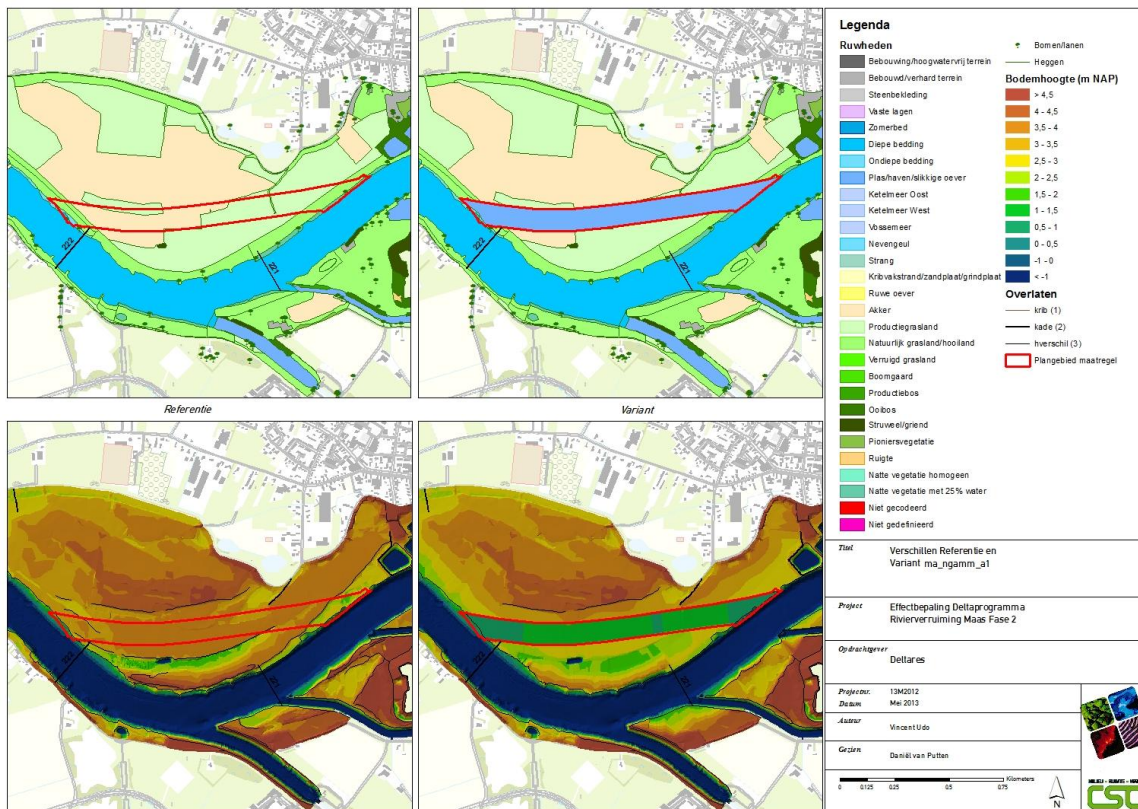 222
221
222
221
Referentie
Variant
222
221
222
221
Legenda
Ruwheden
Bebouwing/hoogwatervrij terrein
Bebouwd/verhard terrein
Steenbekleding
Vaste lagen
Zomerbed
Diepe bedding
Ondiepe bedding
Plas/haven/slikkige oever
Ketelmeer Oost
Ketelmeer West
Vossemeer
Nevengeul
Strang
Kribvakstrand/zandplaat/grindplaat
Ruwe oever
Akker
Productiegrasland
Natuurlijk grasland/hooiland
Verruigd grasland
Boomgaard
Productiebos
Ooibos
Struweel/griend
Pioniersvegetatie
Ruigte
Natte vegetatie homogeen
Natte vegetatie met 25% water
Niet gecodeerd
Niet gedefinieerd
Bomen/lanen
Heggen
Bodemhoogte (m NAP)
> 4,5
4 - 4,5
3,5 - 4
3 - 3,5
2,5 - 3
2 - 2,5
1,5 - 2
1 - 1,5
0,5 - 1
0 - 0,5
-1 - 0
< -1
Overlaten
krib (1)
kade (2)
hverschil (3)
Plangebied maatregel
Titel
Verschillen Referentie en
Variant ma_ngamm_a1
Project
Effectbepaling Deltaprogramma
Rivierverruiming Maas Fase 2
Opdrachtgever
Deltares
Projectnr. 13M2012
Datum Mei 2013
Auteur
Vincent Udo
Gezien
Daniël van Putten
Kilometers
0 0,125 0,25 0,5 0,75
N
CSO